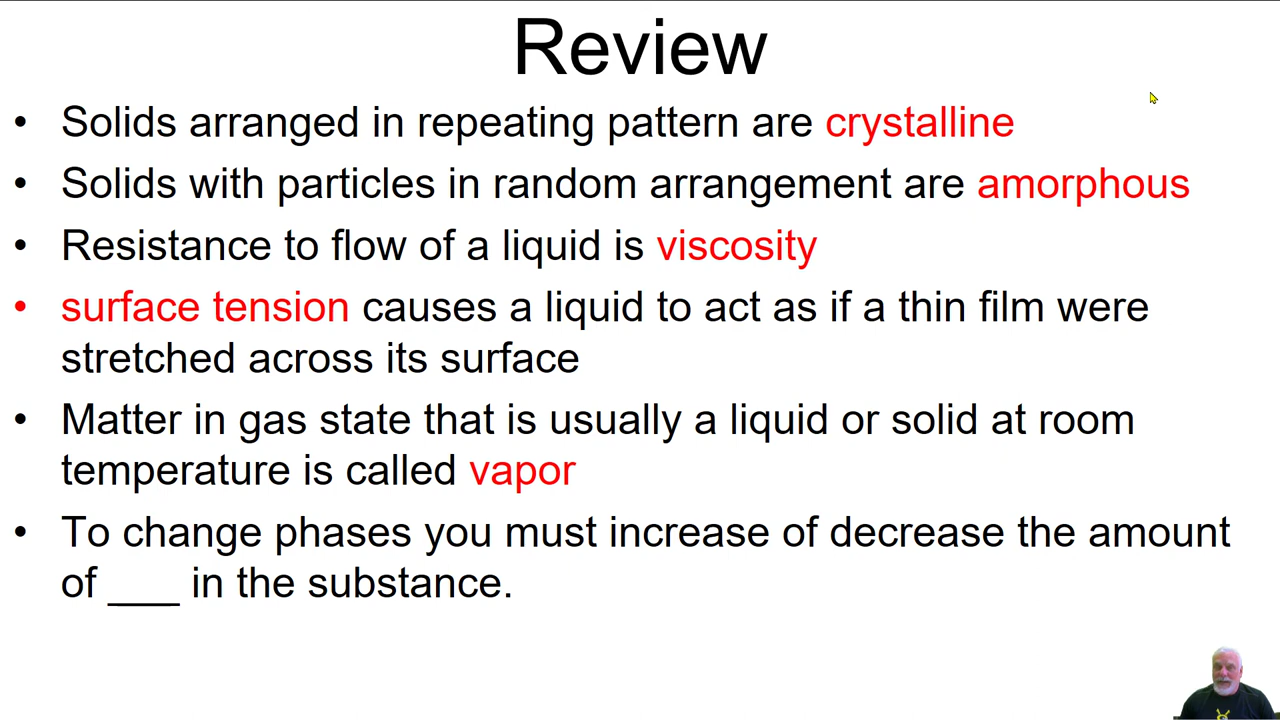 Review
• Solids arranged in repeating pattern are crystalline
• Solids with particles in random arrangement are amorphous
• Resistance to flow of a liquid is viscosity
• surface tension causes a liquid to act as if a thin film were
stretched across its surface
• Matter in gas state that is usually a liquid or solid at room
temperature is called vapor
• To change phases you must increase of decrease the amount
of ___ in the substance.